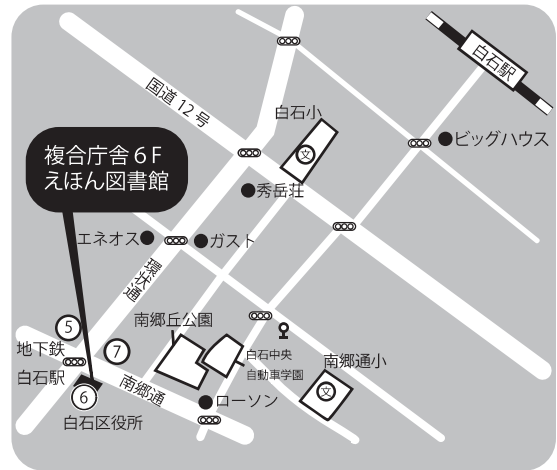 白石駅
国道12号
白石小
文
ビッグハウス
複合庁舎6F
えほん図書館
秀岳荘
エネオス
ガスト
環状通
南郷丘公園
白石中央
自動車学園
南郷通小
文
5
地下鉄
白石駅
7
南郷通
ローソン
6
白石区役所